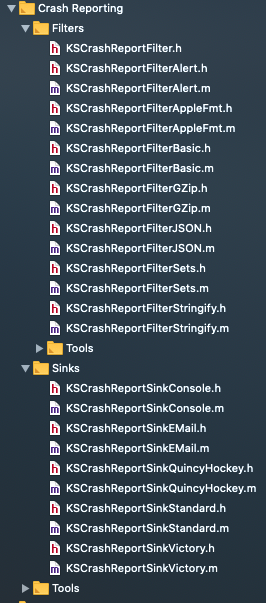 Crash Reporting
Filters
h KSCrashReportFilter.h
h KSCrashReportFilterAlert.h
m KSCrashReportFilterAlert.m
h KSCrashReportFilterAppleFmt.h
m KSCrashReportFilterAppleFmt.m
h KSCrashReportFilterBasic.h
m KSCrashReportFilterBasic.m
h KSCrashReportFilterGZip.h
m KSCrashReportFilterGZip.m
h KSCrashReportFilterJSON.h
m KSCrashReportFilterJSON.m
h KSCrashReportFilterSets.h
m KSCrashReportFilterSets.m
h KSCrashReportFilterStringify.h
m KSCrashReportFilterStringify.m
Tools
Sinks
h KSCrashReportSinkConsole.h
m KSCrashReportSinkConsole.m
h KSCrashReportSinkEMail.h
m KSCrashReportSinkEMail.m
h KSCrashReportSinkQuincyHockey.h
m KSCrashReportSinkQuincyHockey.m
h KSCrashReportSinkStandard.h
m KSCrashReportSinkStandard.m
h KSCrashReportSinkVictory.h
m KSCrashReportSinkVictory.m
Tools